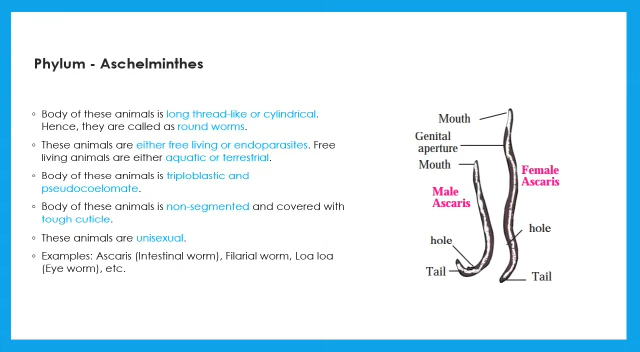 Phylum - Aschelminthes
◦ Body of these animals is long thread-like or cylindrical.
Hence, they are called as round worms.
◦ These animals are either free living or endoparasites. Free
living animals are either aquatic or terrestrial.
◦ Body of these animals is triploblastic and
pseudocoelomate.
◦ Body of these animals is non-segmented and covered with
tough cuticle.
◦ These animals are unisexual.
◦ Examples: Ascaris (Intestinal worm), Filarial worm, Loa loa
(Eye worm), etc.
Mouth
Genital
aperture
Mouth
Female
Ascaris
Male
Ascaris
hole
hole
Tail
Tail